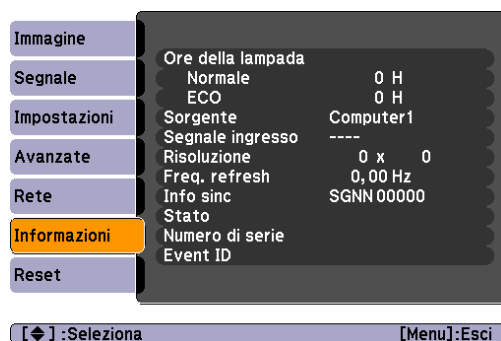 Immagine
Segnale
Impostazioni
Avanzate
Rete
Informazioni
Reset
Ore della lampada
Normale 0 H
ECO 0 H
Sorgente Computer1
Segnale ingresso ----
Risoluzione 0 x 0
Freq. refresh 0,00 Hz
Info sinc SGNN 00000
Stato
Numero di serie
Event ID
[◆] :Seleziona [Menu]:Esci